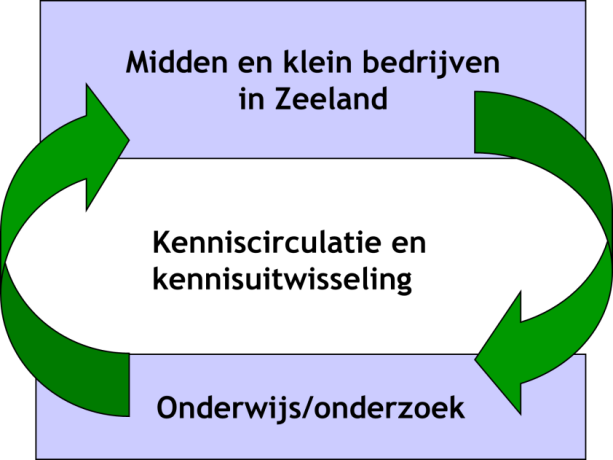 Midden en klein bedrijven
in Zeeland
Kenniscirculatie en
kennisuitwisseling
Onderwijs/onderzoek